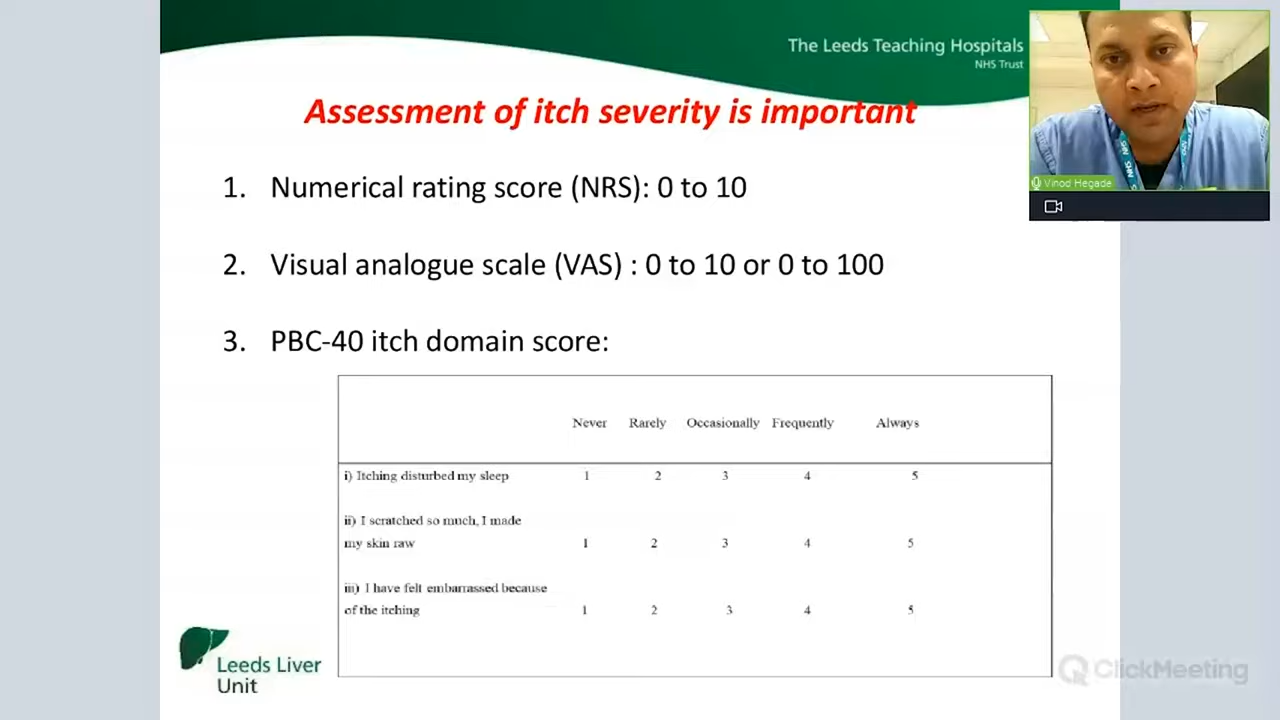 The Leeds Teaching Hospitals
NHS Trust
Assessment of itch severity is important
1. Numerical rating score (NRS): 0 to 10
2. Visual analogue scale (VAS) : 0 to 10 or 0 to 100
3. PBC-40 itch domain score:
Never Rarely Occasionally Frequently Always
i) Itching disturbed my sleep 1 2 3 4 5
ii) I scratched so much, I made
my skin raw 1 2 3 4 5
iii) I have felt embarrassed because
of the itching 1 2 3 4 5
Leeds Liver
Unit
NHS
NHS
Vinod Hegade
ClickMeeting